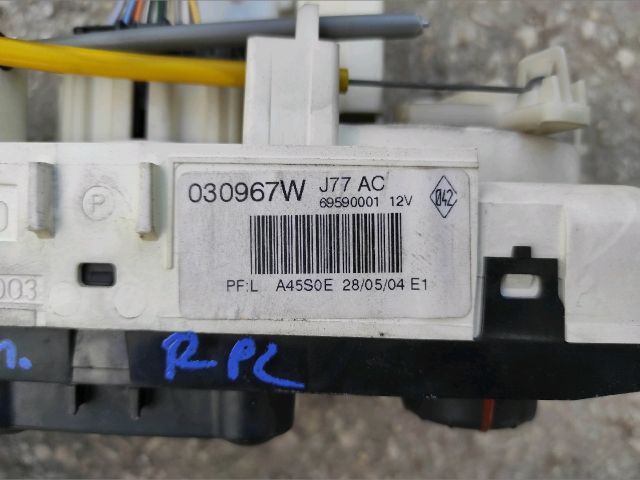 030967W J77 AC
69590001 12V
042
PF:L A45S0E 28/05/04 E1
P
003
R PL